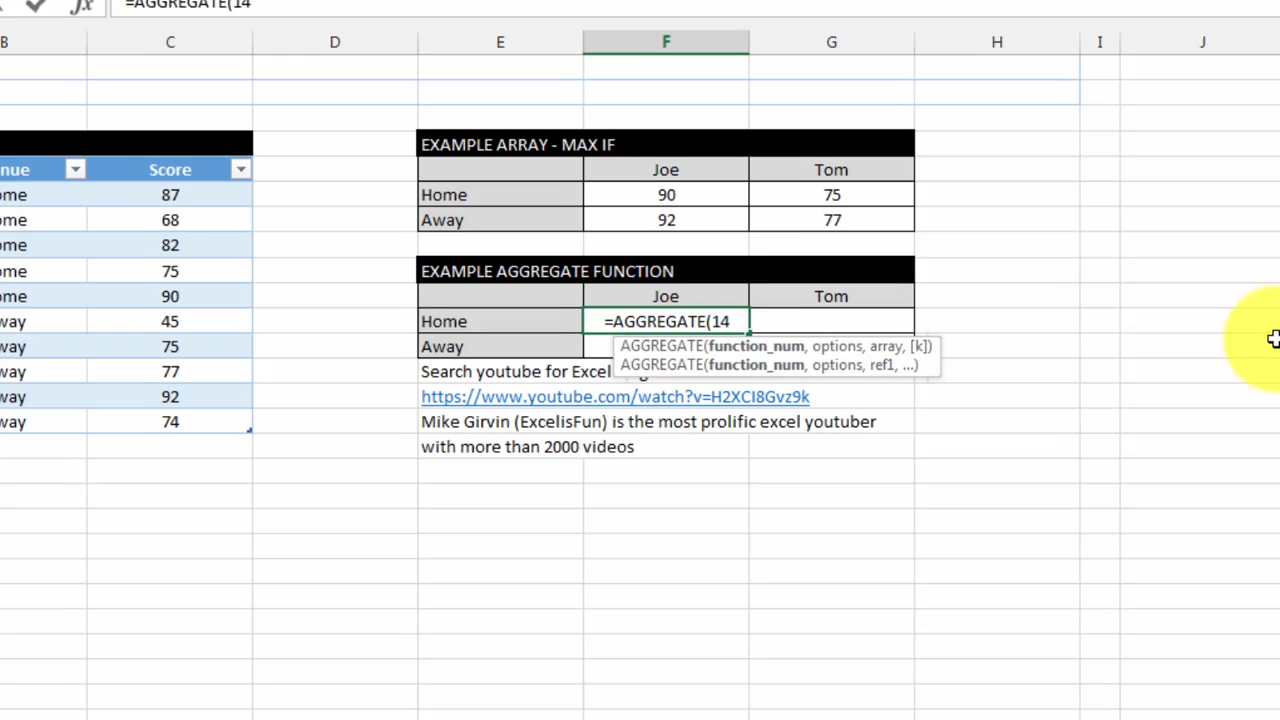 fx =AGGREGATE(14
B C D E F G H I J
EXAMPLE ARRAY - MAX IF
nue Score Joe Tom
ome 87 Home 90 75
ome 68 Away 92 77
ome 82
ome 75 EXAMPLE AGGREGATE FUNCTION
ome 90 Joe Tom
way 45 Home =AGGREGATE(14
way 75 Away AGGREGATE(function_num, options, array, [k])
AGGREGATE(function_num, options, ref1, ...)
way 77 Search youtube for Excel
way 92 https://www.youtube.com/watch?v=H2XCI8Gvz9k
way 74 Mike Girvin (ExcelisFun) is the most prolific excel youtuber
with more than 2000 videos